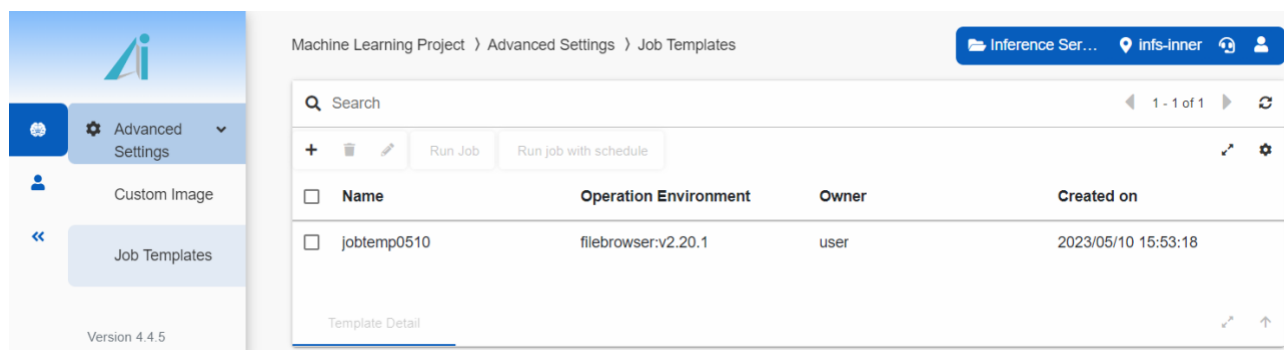 Machine Learning Project 〉 Advanced Settings 〉 Job Templates
Inference Ser... infs-inner
Search
1 - 1 of 1
Advanced
Settings
Run Job Run job with schedule
Custom Image
Name Operation Environment Owner Created on
Job Templates
jobtemp0510 filebrowser:v2.20.1 user 2023/05/10 15:53:18
Template Detail
Version 4.4.5